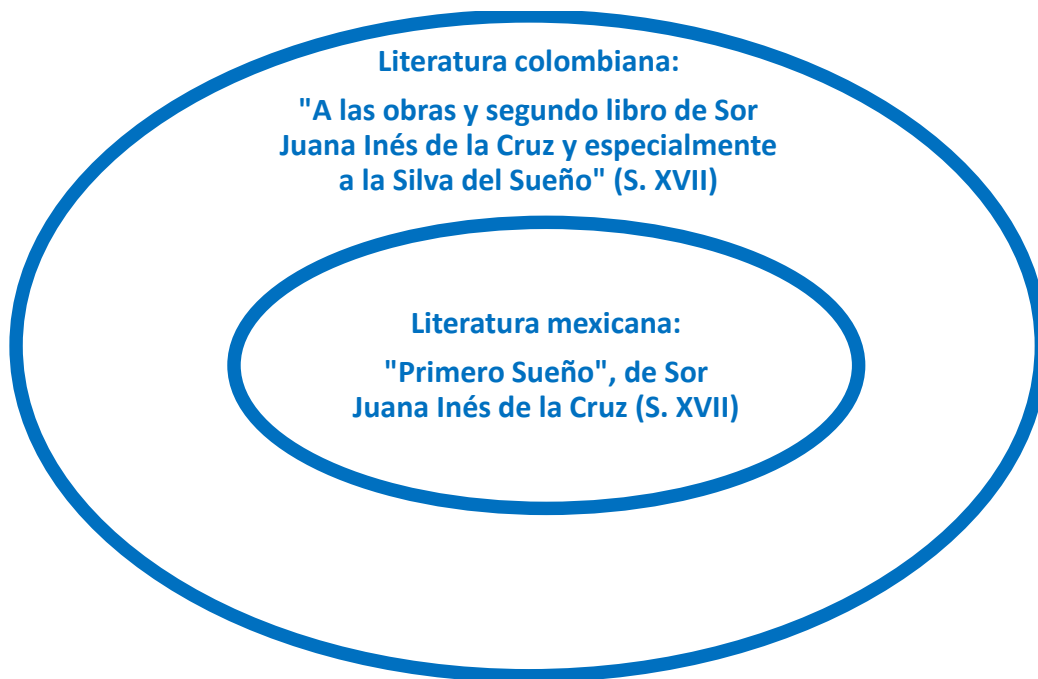 Literatura colombiana:
"A las obras y segundo libro de Sor
Juana Inés de la Cruz y especialmente
a la Silva del Sueño" (S. XVII)
Literatura mexicana:
"Primero Sueño", de Sor
Juana Inés de la Cruz (S. XVII)